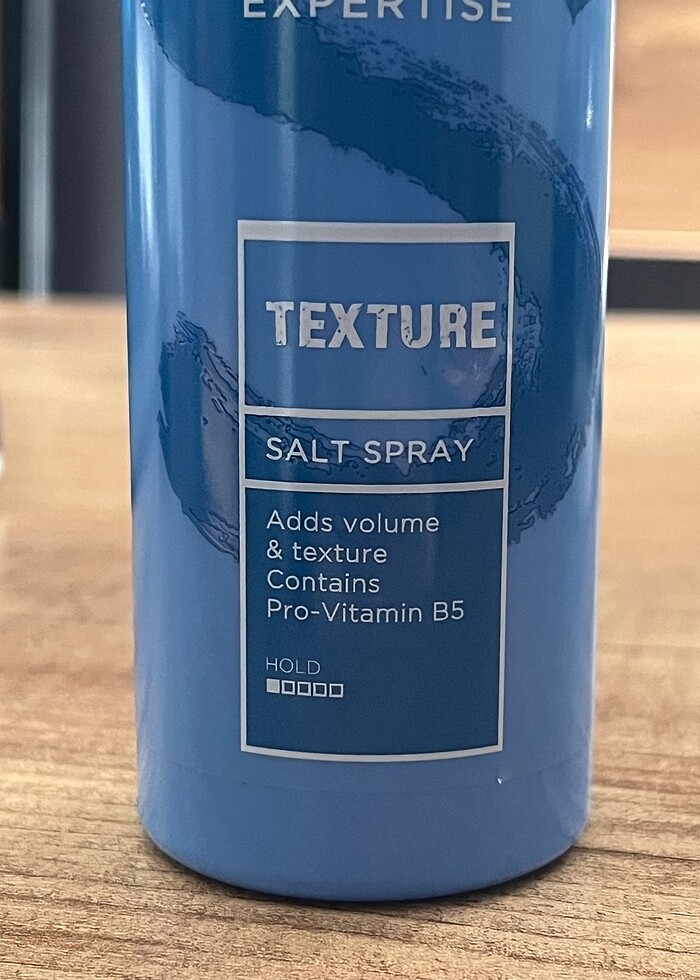 EXPERTISE
TEXTURE
SALT SPRAY
Adds volume
& texture
Contains
Pro-Vitamin B5
HOLD